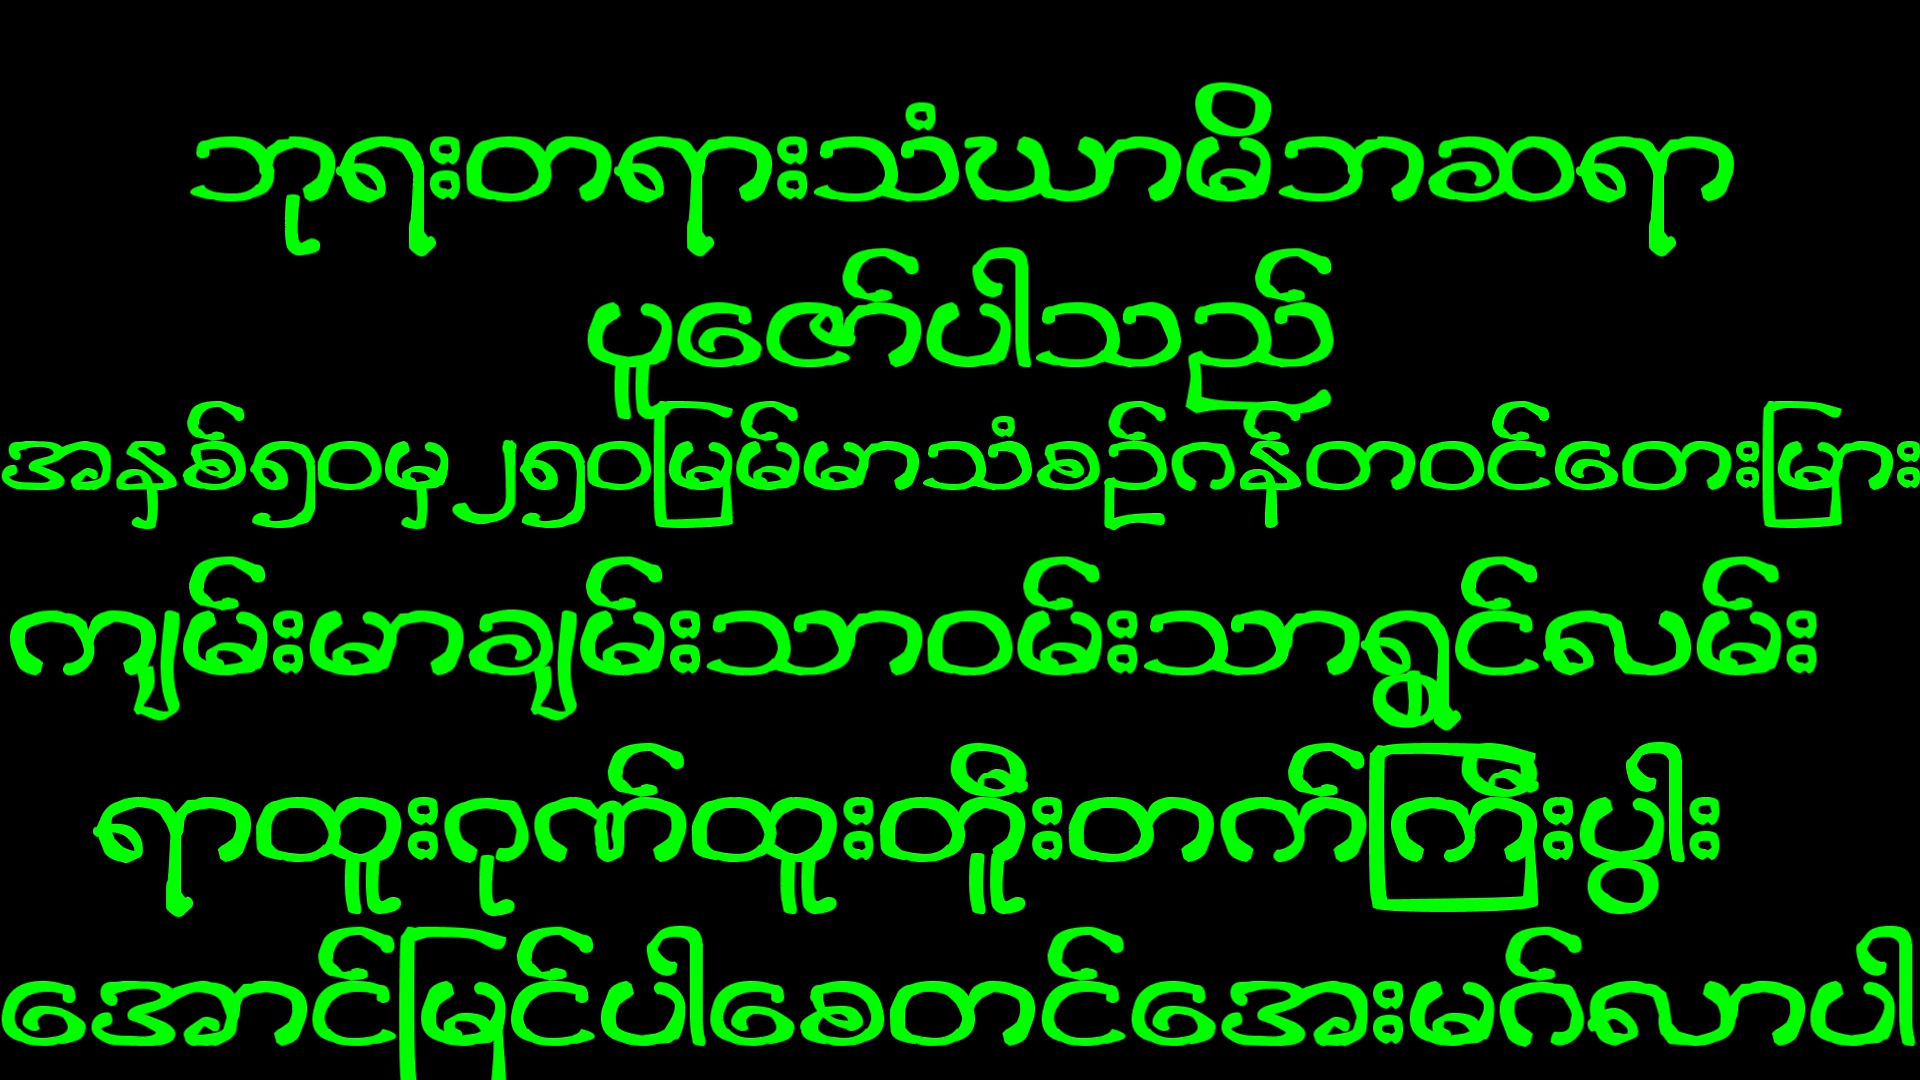 ဘုရးတရားသံဃာမိဘဆရာ
ပူဇော်ပါသည်
အနှစ်၅၀မှ၂၅၀မြမ်မာသံစဉ်ဂန်တဝင်တေးမြား
ကျမ်းမာချမ်းသာဝမ်းသာရွှင်လမ်း
ရာထူးဂုဏ်ထူးတိူးတက်ကြီးပွါး
အောင်မြင်ပါစေတင်အေးမင်္ဂလာပါ